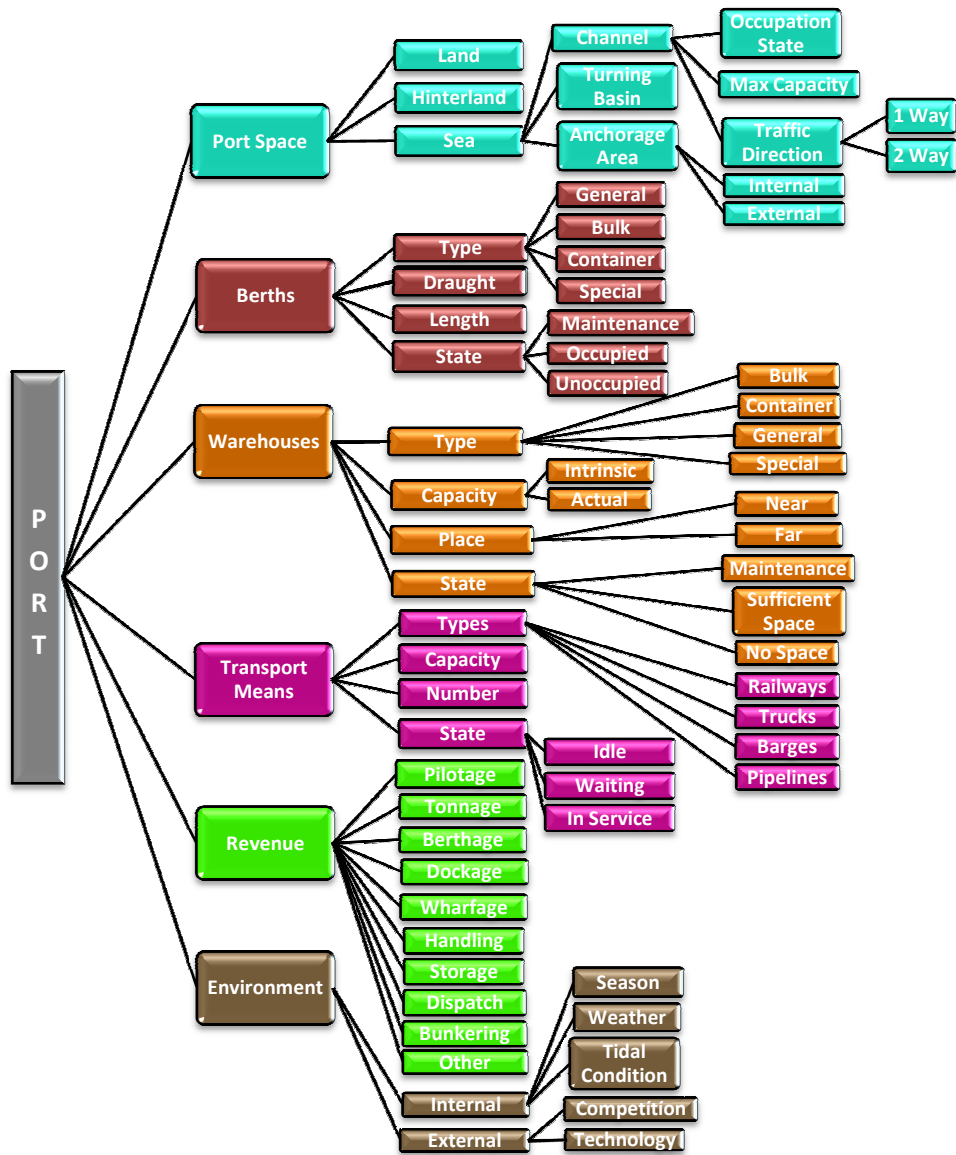 PORT
Port Space
Land
Hinterland
Sea
Channel
Turning
Basin
Anchorage
Area
Occupation
State
Max Capacity
Traffic
Direction
1 Way
2 Way
Internal
External
Berths
Type
Draught
Length
State
General
Bulk
Container
Special
Maintenance
Occupied
Unoccupied
Warehouses
Type
Capacity
Place
State
Bulk
Container
General
Special
Intrinsic
Actual
Near
Far
Maintenance
Sufficient
Space
No Space
Transport
Means
Types
Capacity
Number
State
Railways
Trucks
Barges
Pipelines
Idle
Waiting
In Service
Revenue
Pilotage
Tonnage
Berthage
Dockage
Wharfage
Handling
Storage
Dispatch
Bunkering
Other
Environment
Internal
External
Season
Weather
Tidal
Condition
Competition
Technology